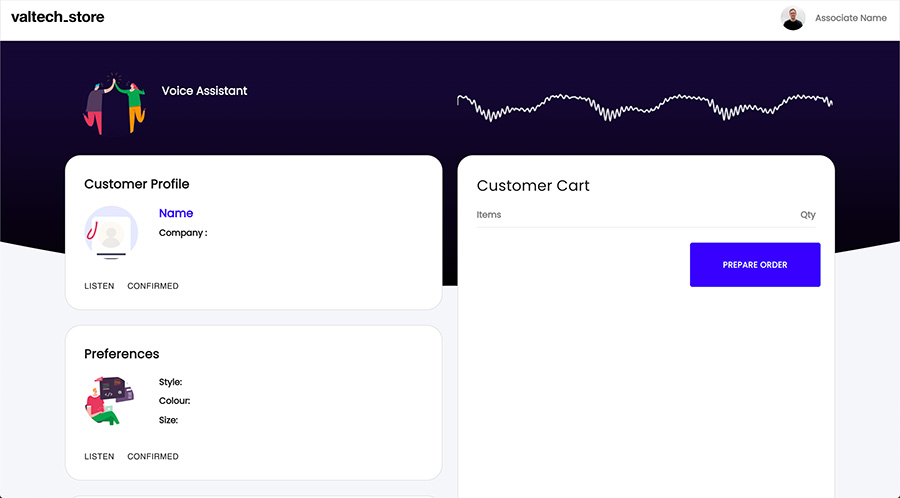 valtech_store
Associate Name
Voice Assistant
Customer Profile
Name
Company :
LISTEN CONFIRMED
Preferences
Style:
Colour:
Size:
LISTEN CONFIRMED
Customer Cart
Items Qty
PREPARE ORDER